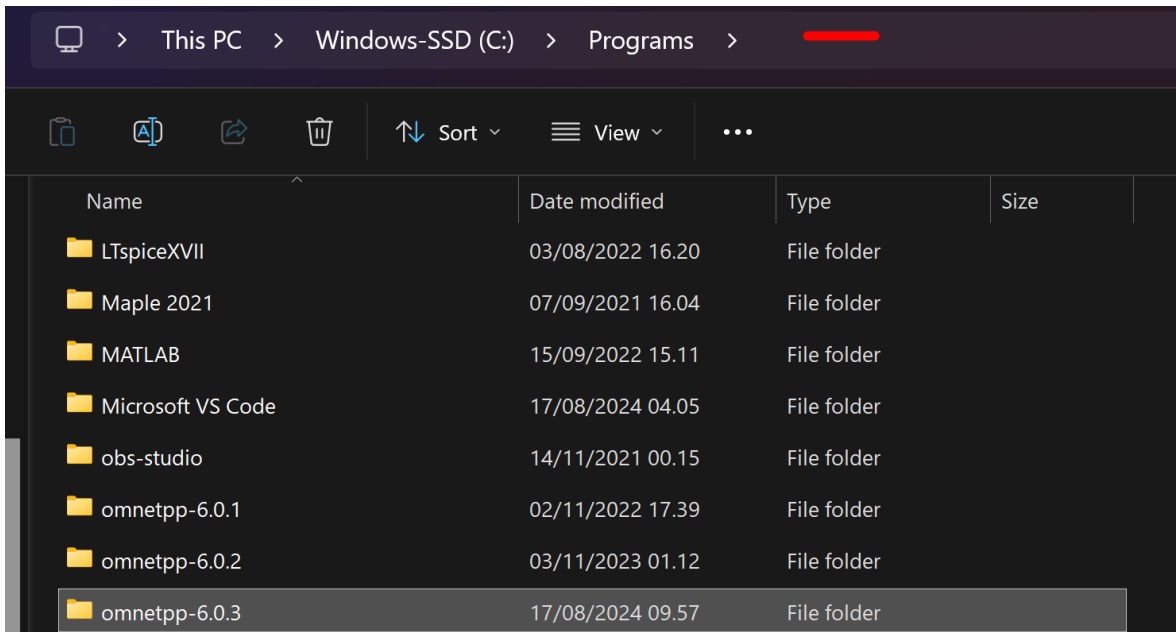 This PC > Windows-SSD (C:) > Programs >
Sort View
Name Date modified Type Size
LTspiceXVII 03/08/2022 16.20 File folder
Maple 2021 07/09/2021 16.04 File folder
MATLAB 15/09/2022 15.11 File folder
Microsoft VS Code 17/08/2024 04.05 File folder
obs-studio 14/11/2021 00.15 File folder
omnetpp-6.0.1 02/11/2022 17.39 File folder
omnetpp-6.0.2 03/11/2023 01.12 File folder
omnetpp-6.0.3 17/08/2024 09.57 File folder